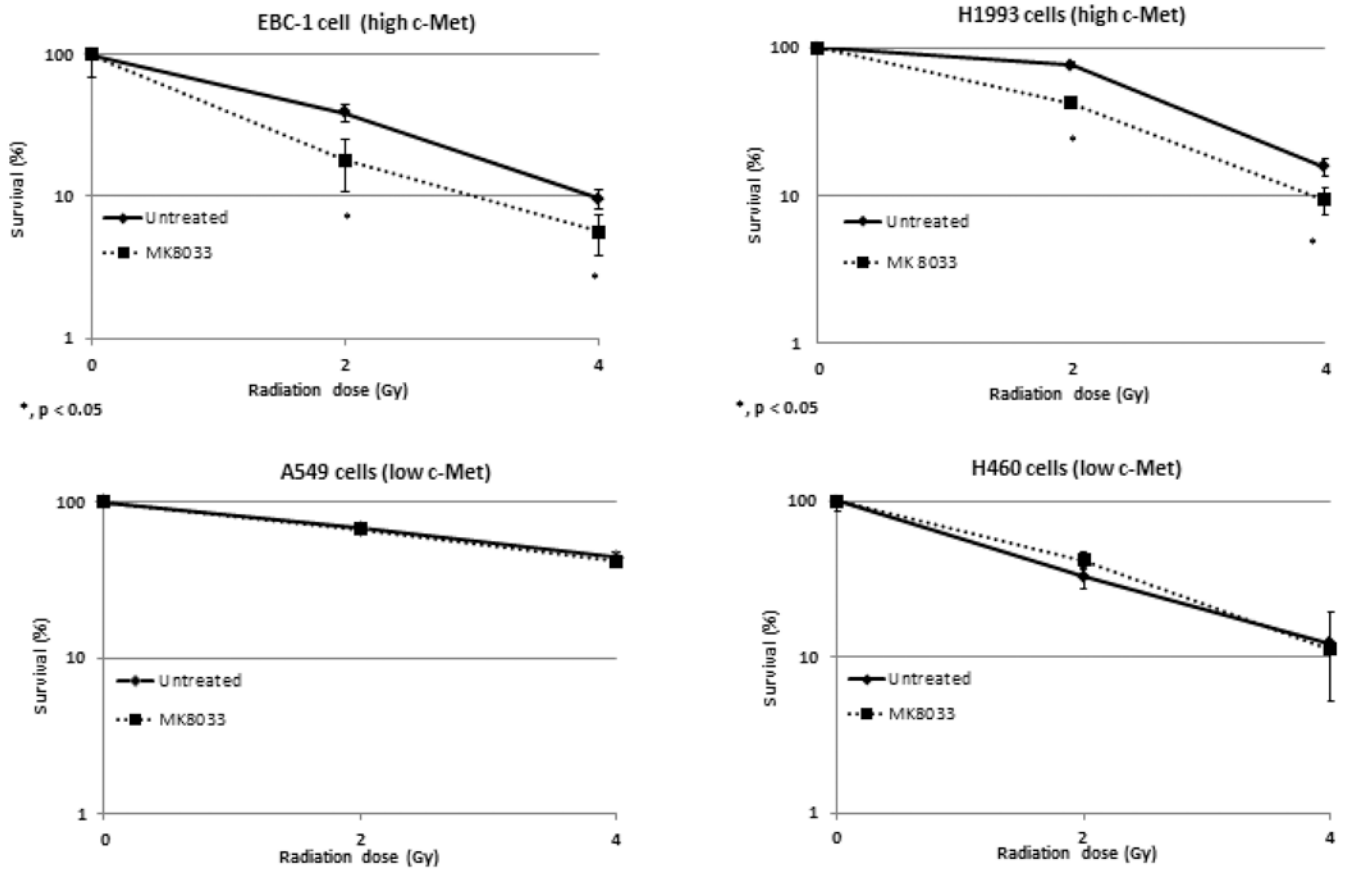 EBC-1 cell (high c-Met)
100
10
1
Survival (%)
Untreated
MK8033
*
*
0
2
4
Radiation dose (Gy)
*, p < 0.05
H1993 cells (high c-Met)
100
10
1
Survival (%)
Untreated
MK 8033
*
*
0
2
4
Radiation dose (Gy)
*, p < 0.05
A549 cells (low c-Met)
100
10
1
Survival (%)
Untreated
MK8033
0
2
4
Radiation dose (Gy)
H460 cells (low c-Met)
100
10
1
Survival (%)
Untreated
MK8033
0
2
4
Radiation dose (Gy)